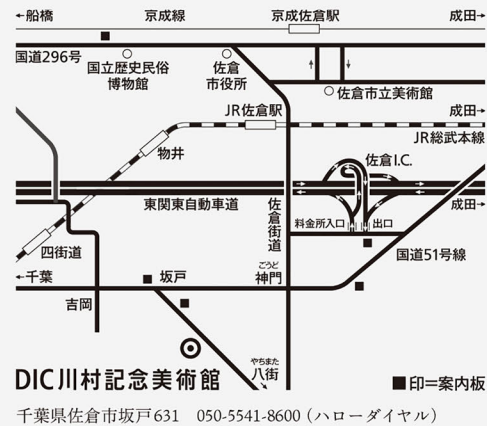 ←船橋
京成線
京成佐倉駅
成田→
国道296号
国立歴史民俗
博物館
佐倉
市役所
佐倉市立美術館
成田→
JR佐倉駅
JR総武本線
物井
佐倉I.C.
東関東自動車道
佐倉街道
料金所入口
出口
成田→
四街道
国道51号線
←千葉
坂戸
ごうど
神門
吉岡
やちまた
八街
DIC川村記念美術館
■印=案内板
千葉県佐倉市坂戸631 050-5541-8600（ハローダイヤル）